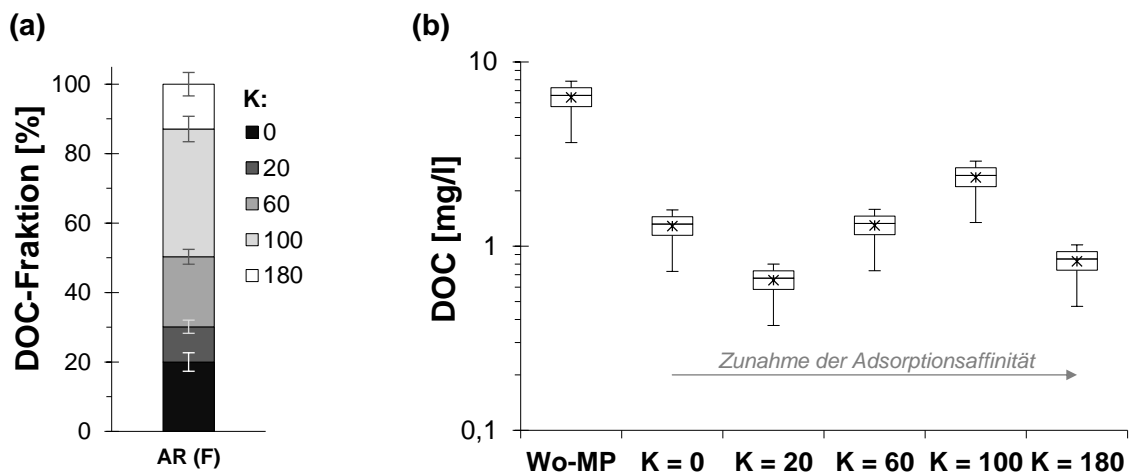 (a)
DOC-Fraktion [%]
100
80
60
40
20
0
AR (F)
K:
0
20
60
100
180
(b)
DOC [mg/l]
10
1
0,1
Zunahme der Adsorptionsaffinität
Wo-MP K = 0 K = 20 K = 60 K = 100 K = 180